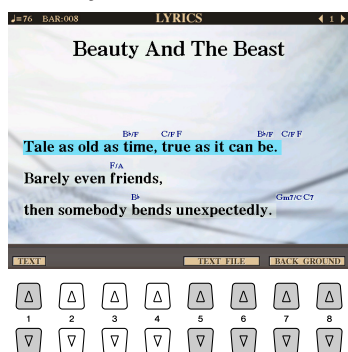 ♩=76 BAR:008 LYRICS 1
Beauty And The Beast
B♭/F C/F F B♭/F C/F F
Tale as old as time, true as it can be.
F/A
Barely even friends,
B♭ Gm7/C C7
then somebody bends unexpectedly.
TEXT TEXT FILE BACK GROUND
1 2 3 4 5 6 7 8